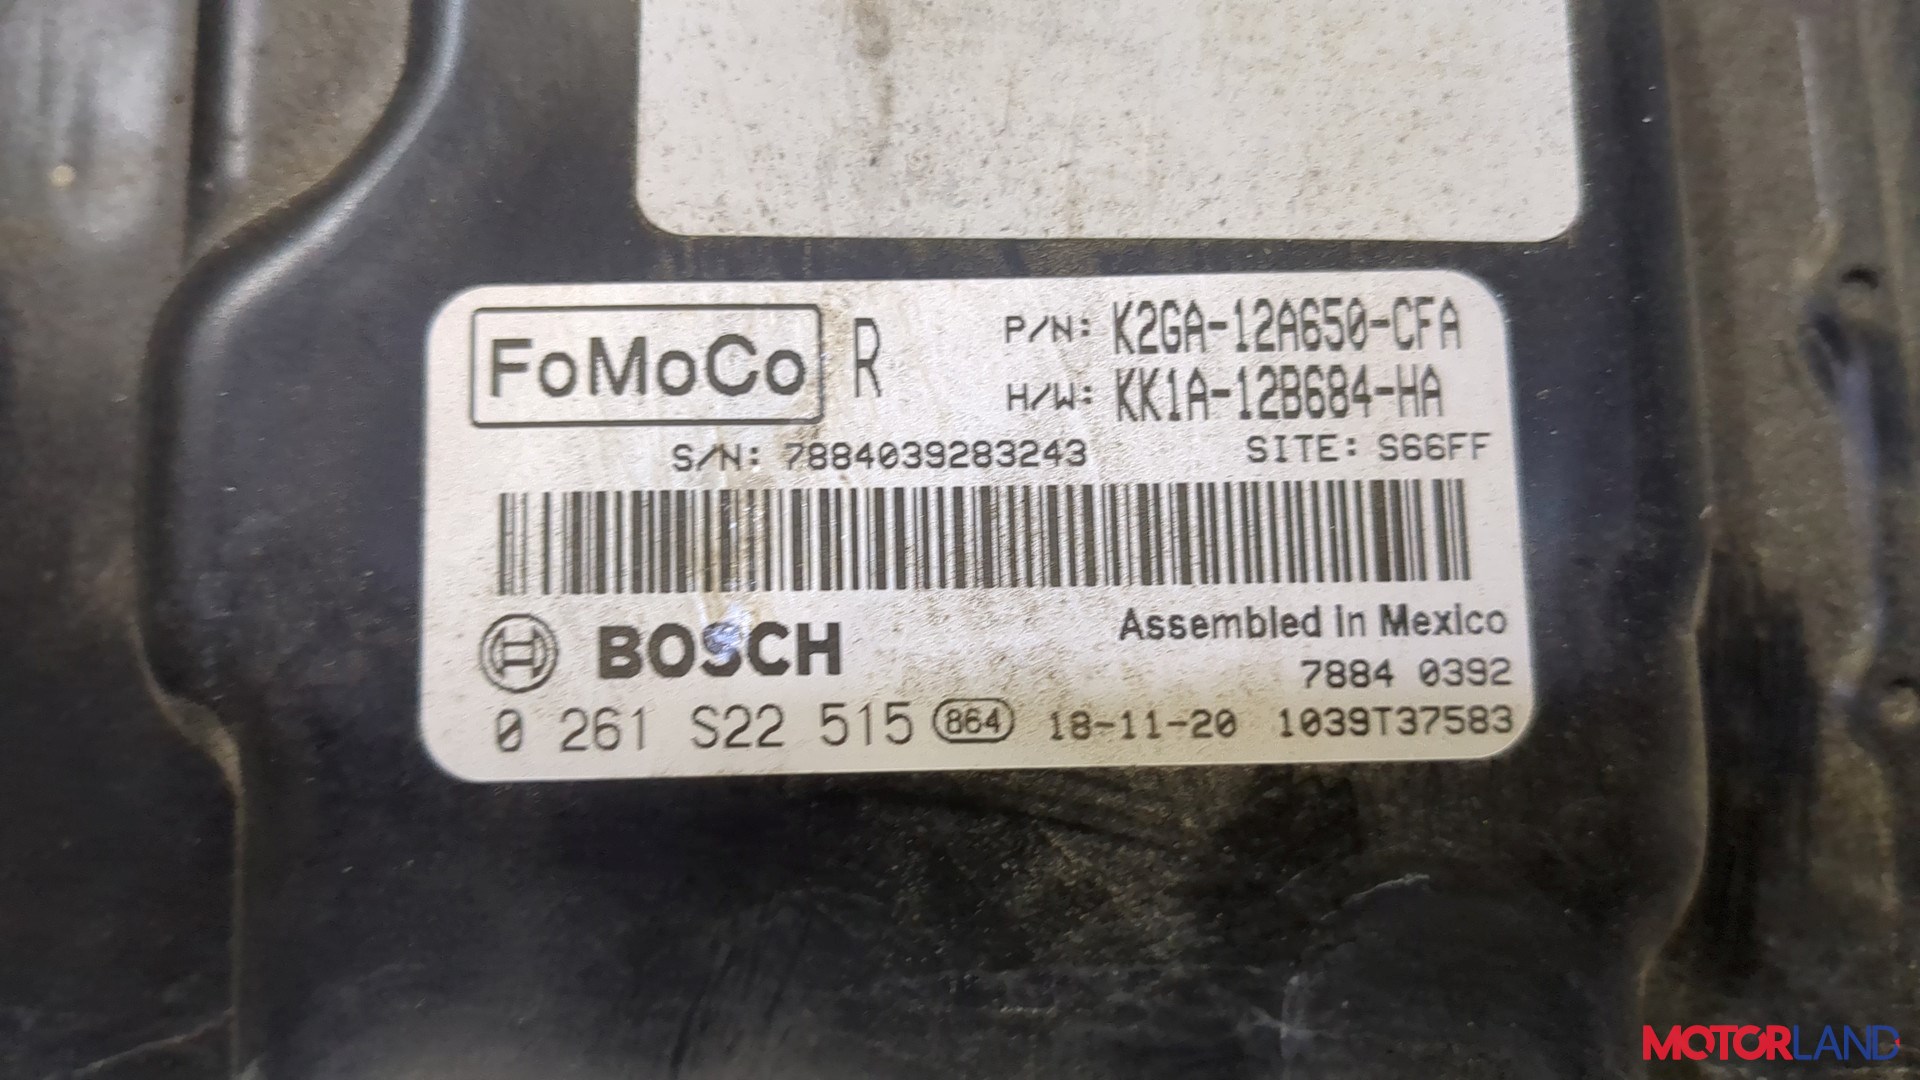 FoMoCo R P/N: K2GA-12A650-CFA
H/W: KK1A-12B684-HA
S/N: 7884039283243 SITE: S66FF
BOSCH Assembled in Mexico
7884 0392
0 261 S22 515 864 18-11-20 1039T37583
MOTORLAND